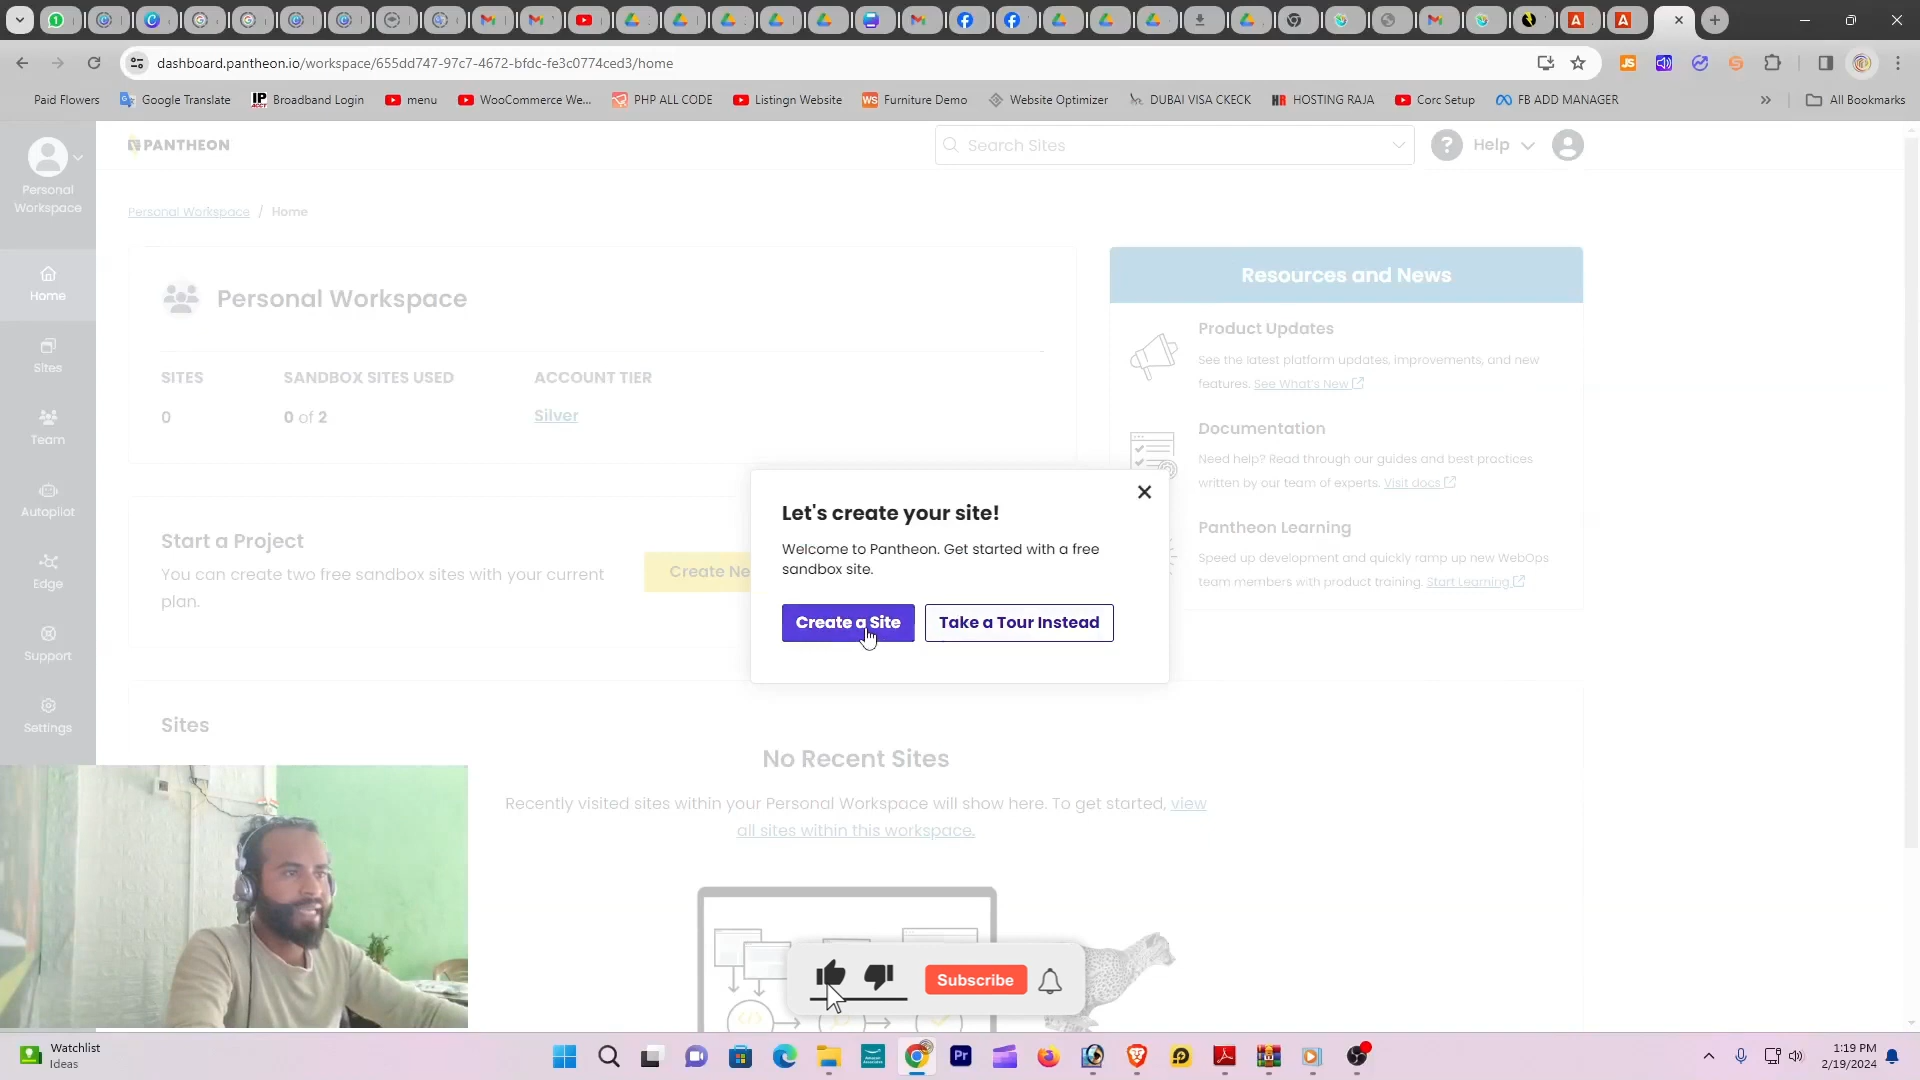 dashboard.pantheon.io/workspace/655dd747-97c7-4672-bfdc-fe3c0774ced3/home
Paid Flowers
Google Translate
Broadband Login
menu
WooCommerce We...
PHP ALL CODE
Listingn Website
Furniture Demo
Website Optimizer
DUBAI VISA CKECK
HOSTING RAJA
Corc Setup
FB ADD MANAGER
All Bookmarks
PANTHEON
Search Sites
Help
Personal
Workspace
Home
Sites
Team
Autopilot
Edge
Support
Settings
Personal Workspace / Home
Personal Workspace
SITES SANDBOX SITES USED ACCOUNT TIER
0 0 of 2 Silver
Start a Project
You can create two free sandbox sites with your current
plan.
Create Ne
Resources and News
Product Updates
See the latest platform updates, improvements, and new
features. See What's New
Documentation
Need help? Read through our guides and best practices
written by our team of experts. Visit docs
Pantheon Learning
Speed up development and quickly ramp up new WebOps
team members with product training. Start Learning
Let's create your site!
Welcome to Pantheon. Get started with a free
sandbox site.
Create a Site
Take a Tour Instead
Sites
No Recent Sites
Recently visited sites within your Personal Workspace will show here. To get started, view
all sites within this workspace.
Subscribe
Watchlist
Ideas
1:19 PM
2/19/2024